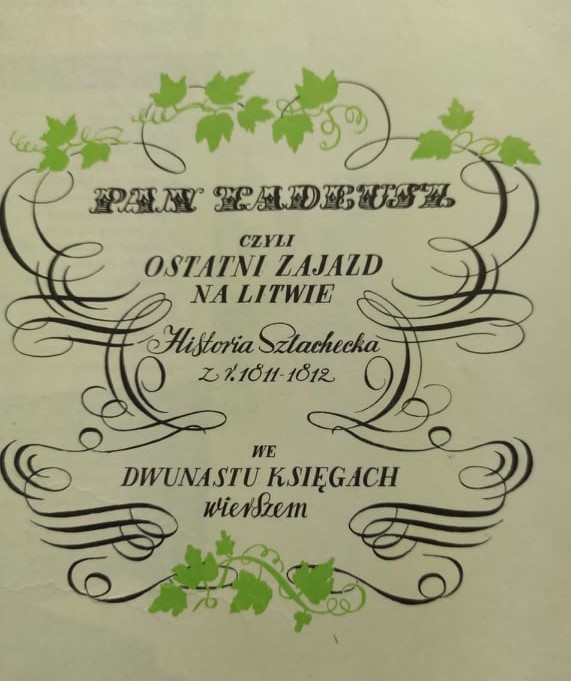 PAN TADEUSZ
CZYLI
OSTATNI ZAJAZD
NA LITWIE
Historia Szlachecka
z r. 1811-1812
WE
DWUNASTU KSIĘGACH
wierszem